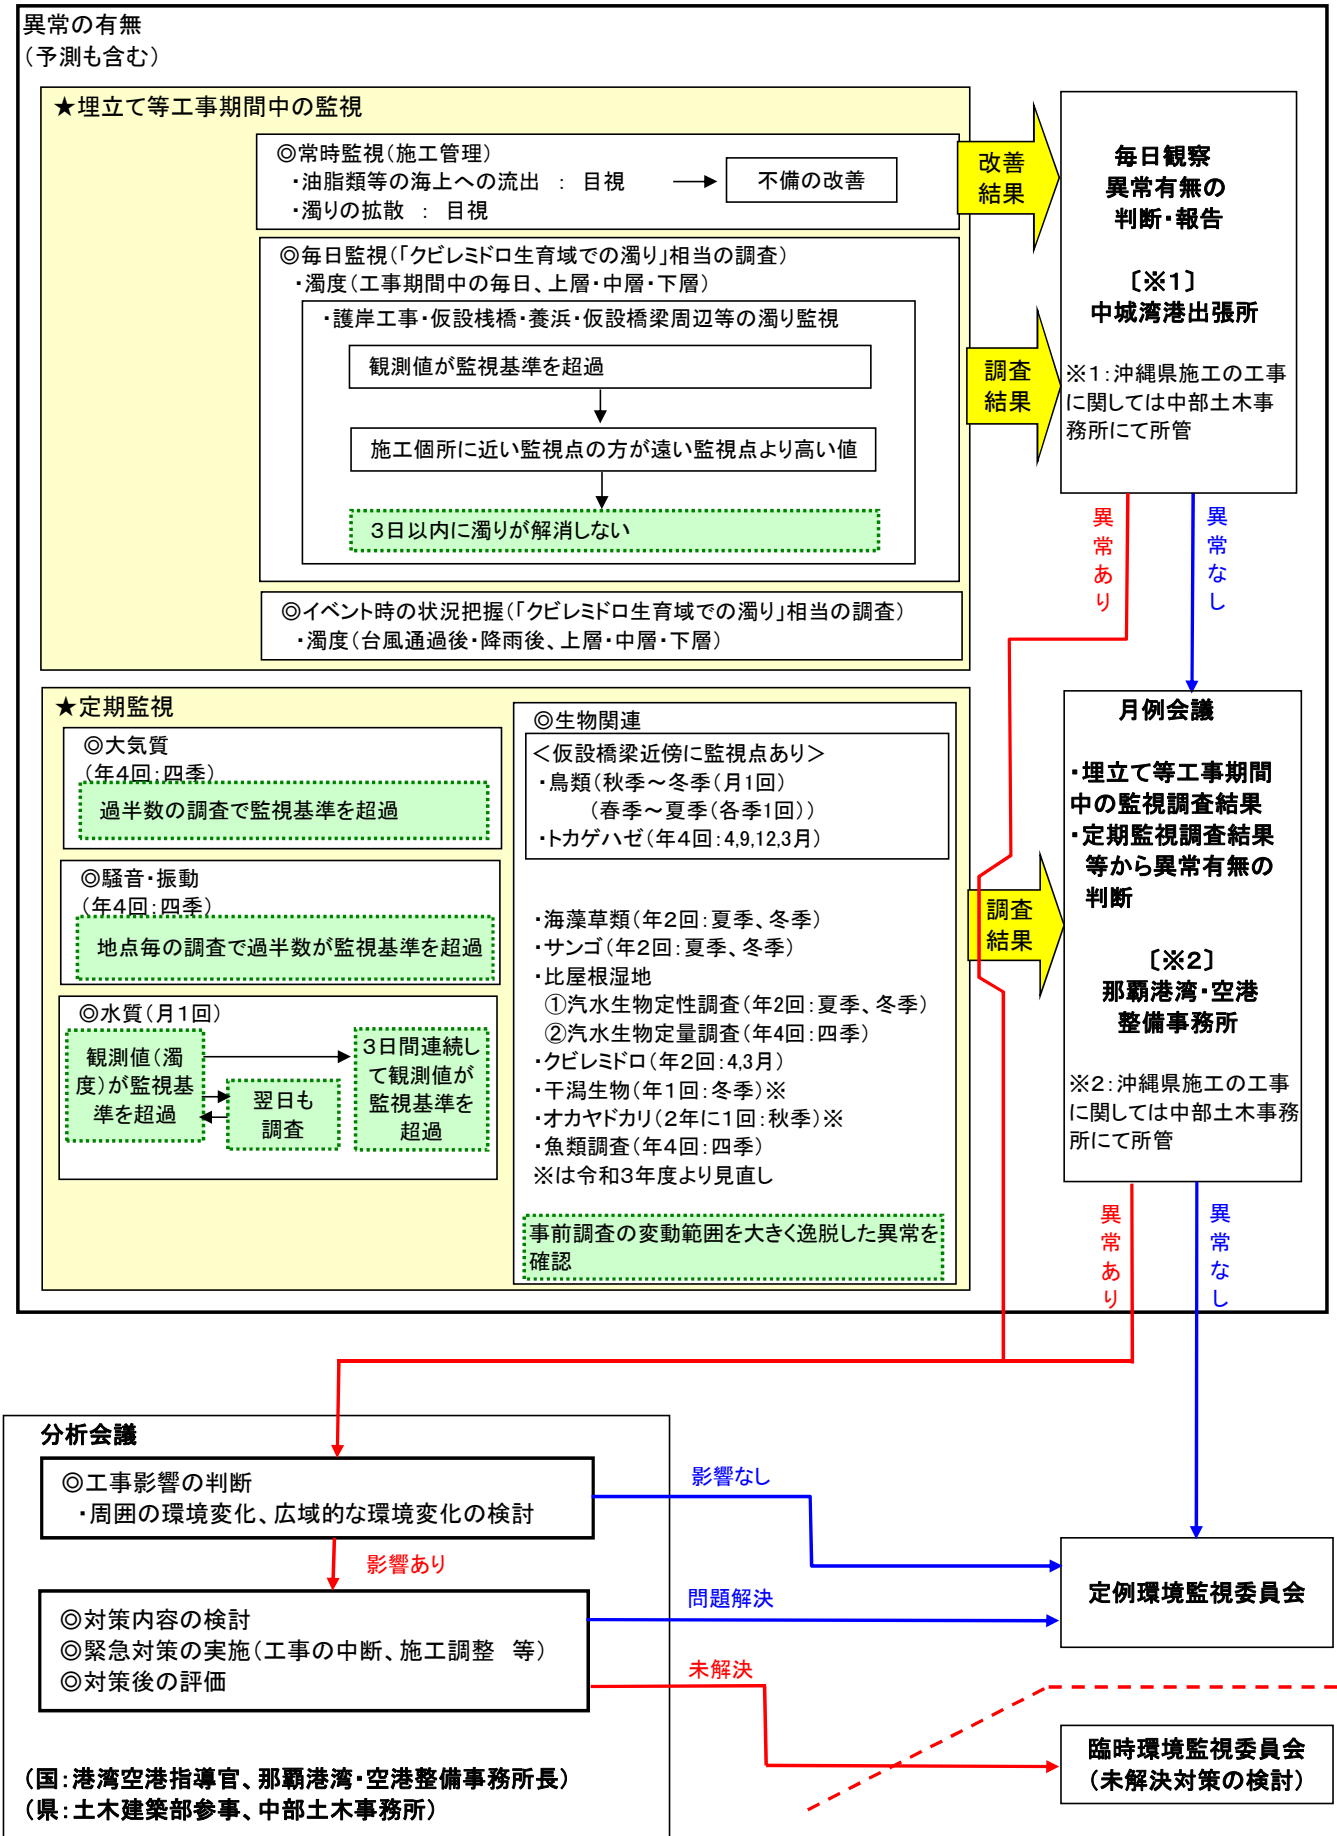 異常の有無
(予測も含む)
★埋立て等工事期間中の監視
◎常時監視(施工管理)
・油脂類等の海上への流出 : 目視
・濁りの拡散 : 目視
不備の改善
改善
結果
◎毎日監視(「クビレミドロ生育域での濁り」相当の調査)
・濁度(工事期間中の毎日、上層・中層・下層)
・護岸工事・仮設桟橋・養浜・仮設橋梁周辺等の濁り監視
観測値が監視基準を超過
施工個所に近い監視点の方が遠い監視点より高い値
3日以内に濁りが解消しない
調査
結果
◎イベント時の状況把握(「クビレミドロ生育域での濁り」相当の調査)
・濁度(台風通過後・降雨後、上層・中層・下層)
毎日観察
異常有無の
判断・報告
〔※1〕
中城湾港出張所
※1:沖縄県施工の工事
に関しては中部土木事
務所にて所管
異常あり
異常なし
★定期監視
◎大気質
(年4回:四季)
過半数の調査で監視基準を超過
◎騒音・振動
(年4回:四季)
地点毎の調査で過半数が監視基準を超過
◎水質(月1回)
観測値(濁
度)が監視基
準を超過
翌日も
調査
3日間連続し
て観測値が
監視基準を
超過
◎生物関連
<仮設橋梁近傍に監視点あり>
・鳥類(秋季~冬季(月1回)
(春季~夏季(各季1回))
・トカゲハゼ(年4回:4,9,12,3月)
・海藻草類(年2回:夏季、冬季)
・サンゴ(年2回:夏季、冬季)
・比屋根湿地
①汽水生物定性調査(年2回:夏季、冬季)
②汽水生物定量調査(年4回:四季)
・クビレミドロ(年2回:4,3月)
・干潟生物(年1回:冬季)※
・オカヤドカリ(2年に1回:秋季)※
・魚類調査(年4回:四季)
※は令和3年度より見直し
事前調査の変動範囲を大きく逸脱した異常を
確認
調査
結果
月例会議
・埋立て等工事期間
中の監視調査結果
・定期監視調査結果
等から異常有無の
判断
〔※2〕
那覇港湾・空港
整備事務所
※2:沖縄県施工の工事
に関しては中部土木事務
所にて所管
異常あり
異常なし
分析会議
◎工事影響の判断
・周囲の環境変化、広域的な環境変化の検討
影響なし
影響あり
◎対策内容の検討
◎緊急対策の実施(工事の中断、施工調整 等)
◎対策後の評価
問題解決
未解決
定例環境監視委員会
臨時環境監視委員会
(未解決対策の検討)
(国:港湾空港指導官、那覇港湾・空港整備事務所長)
(県:土木建築部参事、中部土木事務所)